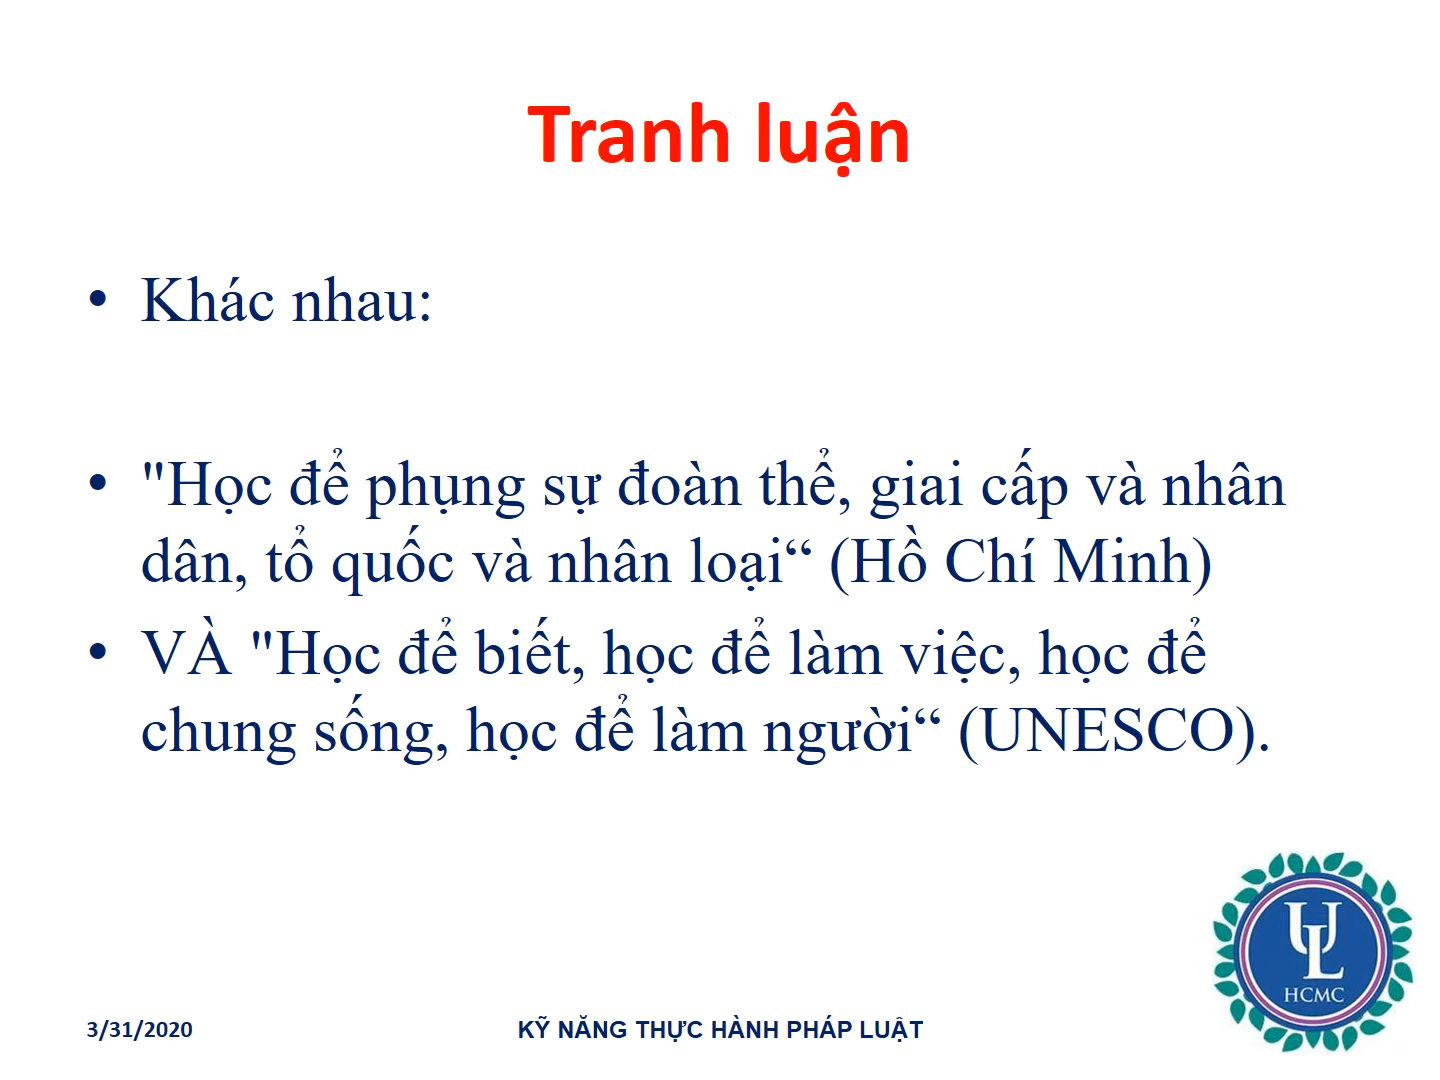 Tranh luận
• Khác nhau:
• "Học để phụng sự đoàn thể, giai cấp và nhân
dân, tổ quốc và nhân loại“ (Hồ Chí Minh)
• VÀ "Học để biết, học để làm việc, học để
chung sống, học để làm người“ (UNESCO).
UL
HCMC
3/31/2020
KỸ NĂNG THỰC HÀNH PHÁP LUẬT